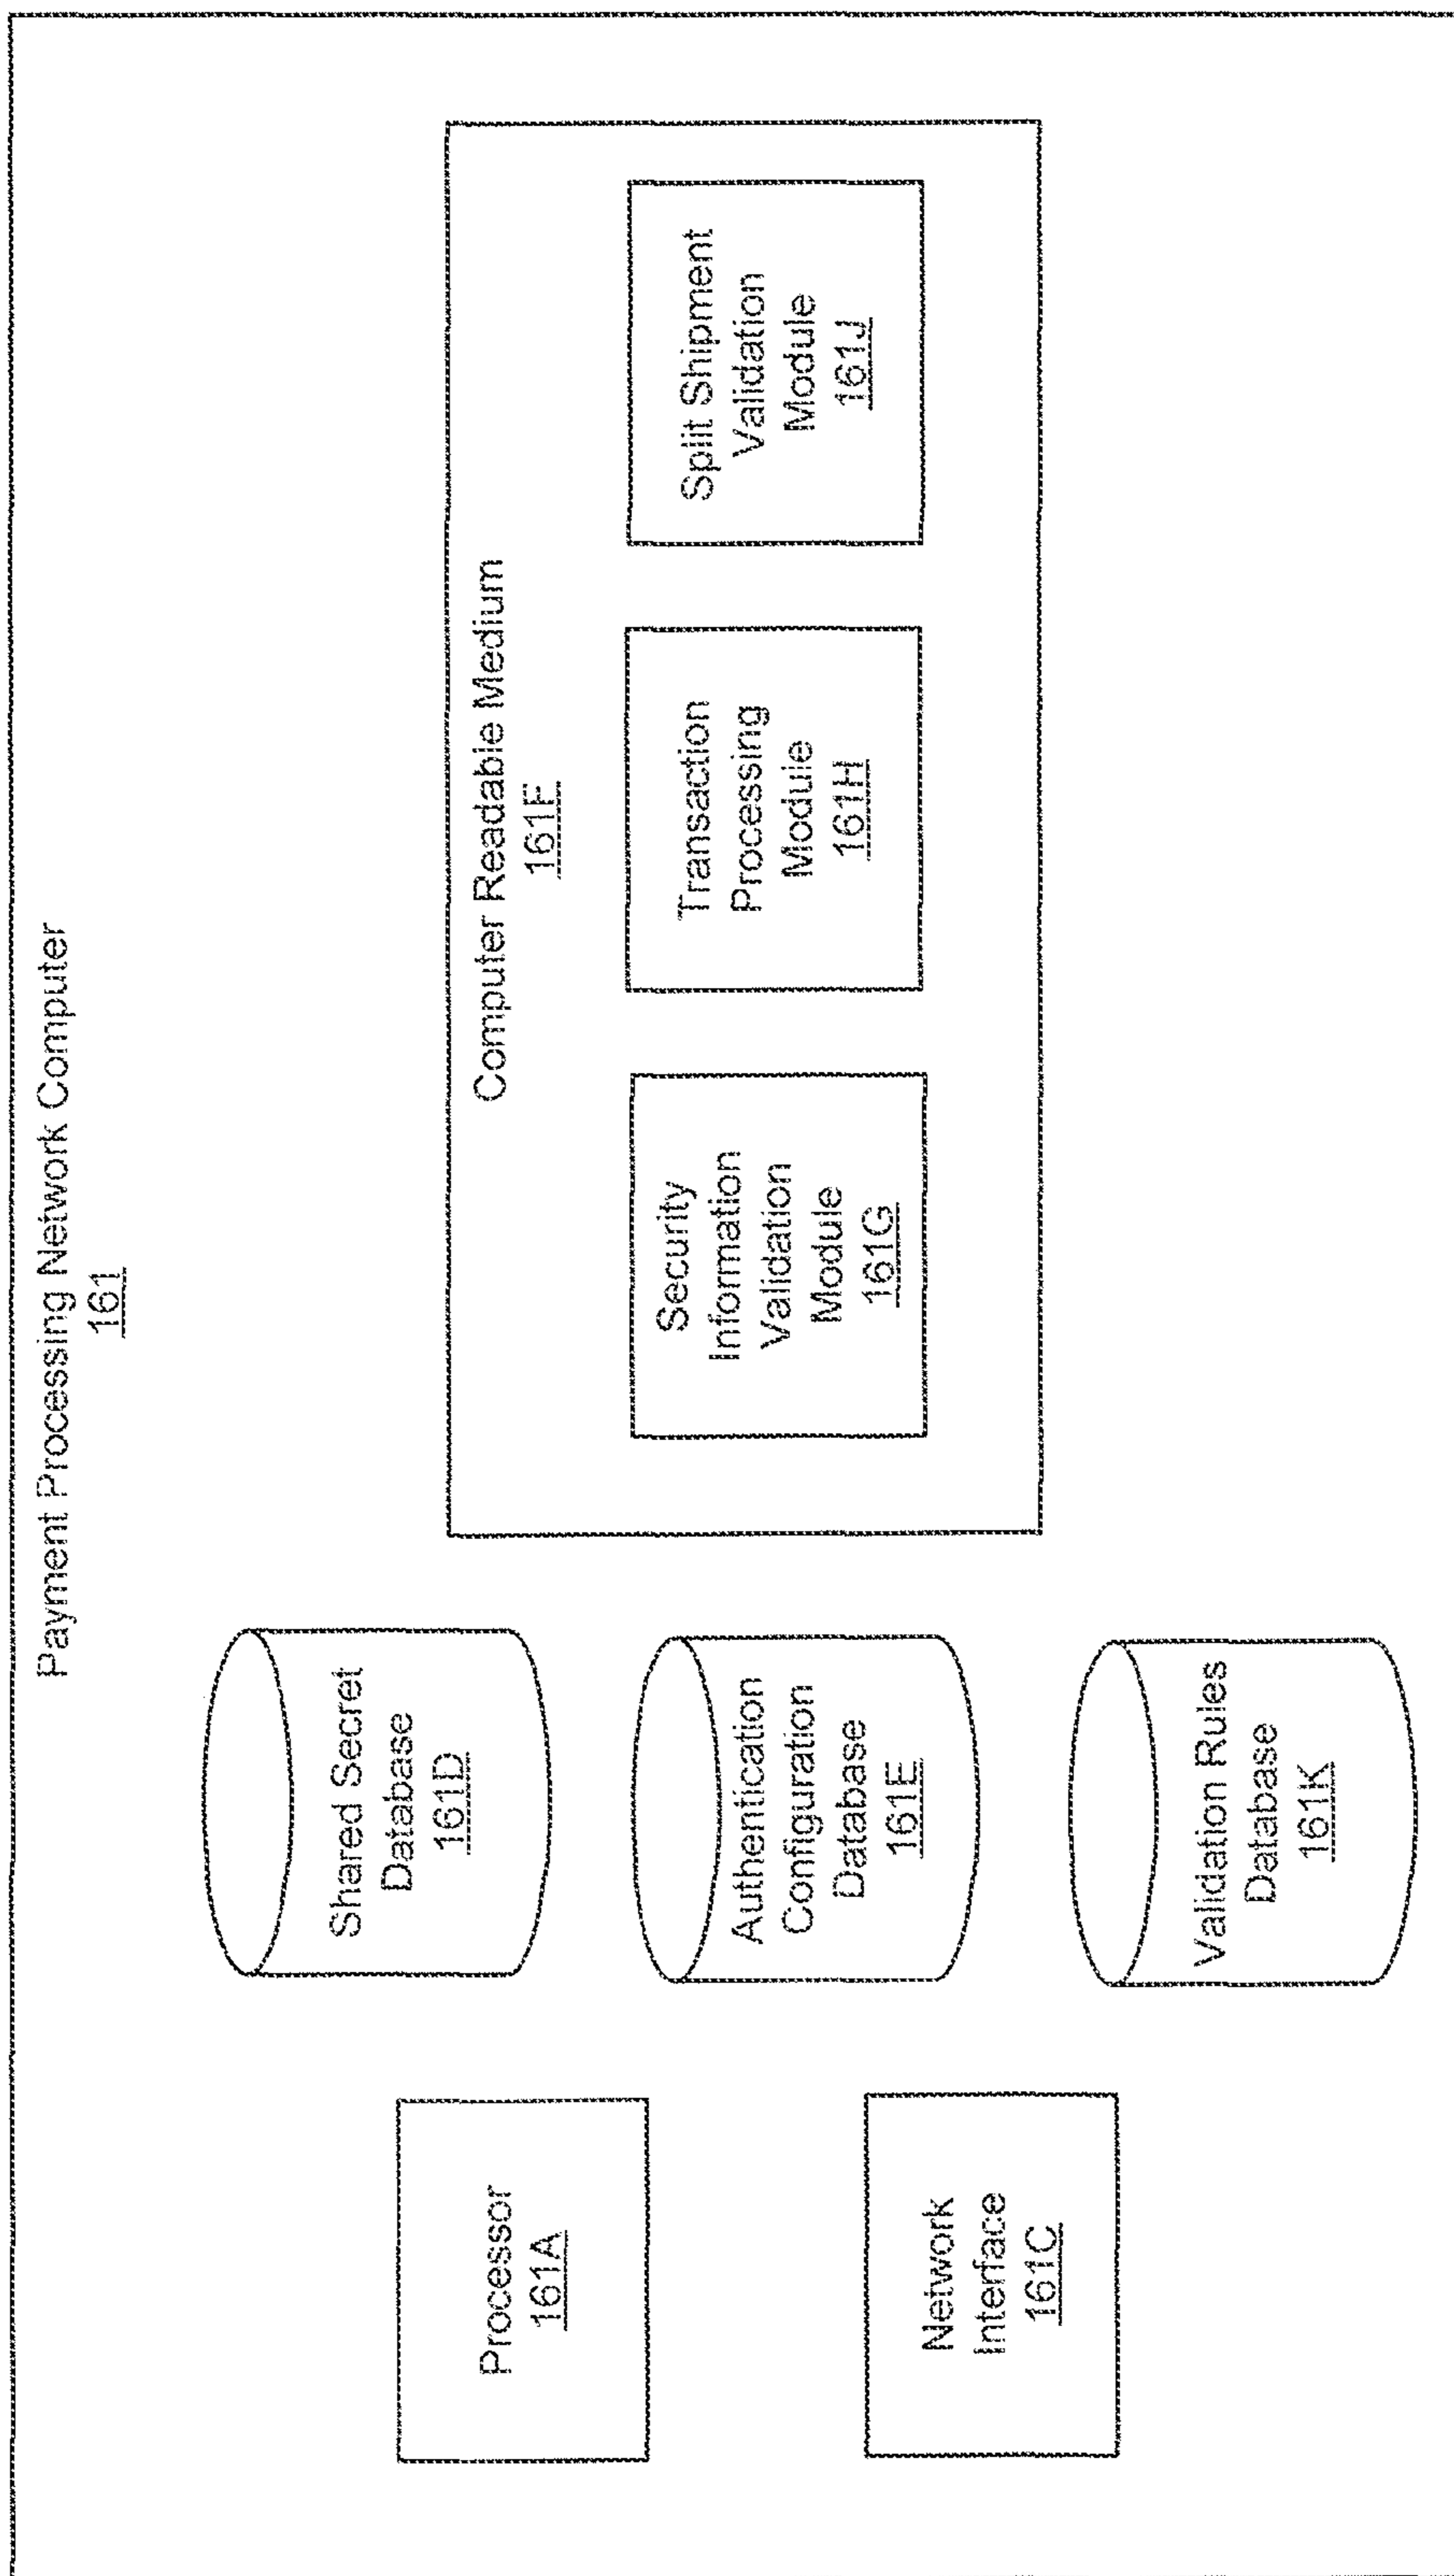 Payment Processing Network Computer
161
Processor
161A
Network
Interface
161C
Shared Secret
Database
161D
Authentication
Configuration
Database
161E
Validation Rules
Database
161K
Computer Readable Medium
161F
Security
Information
Validation
Module
161G
Transaction
Processing
Module
161H
Split Shipment
Validation
Module
161J